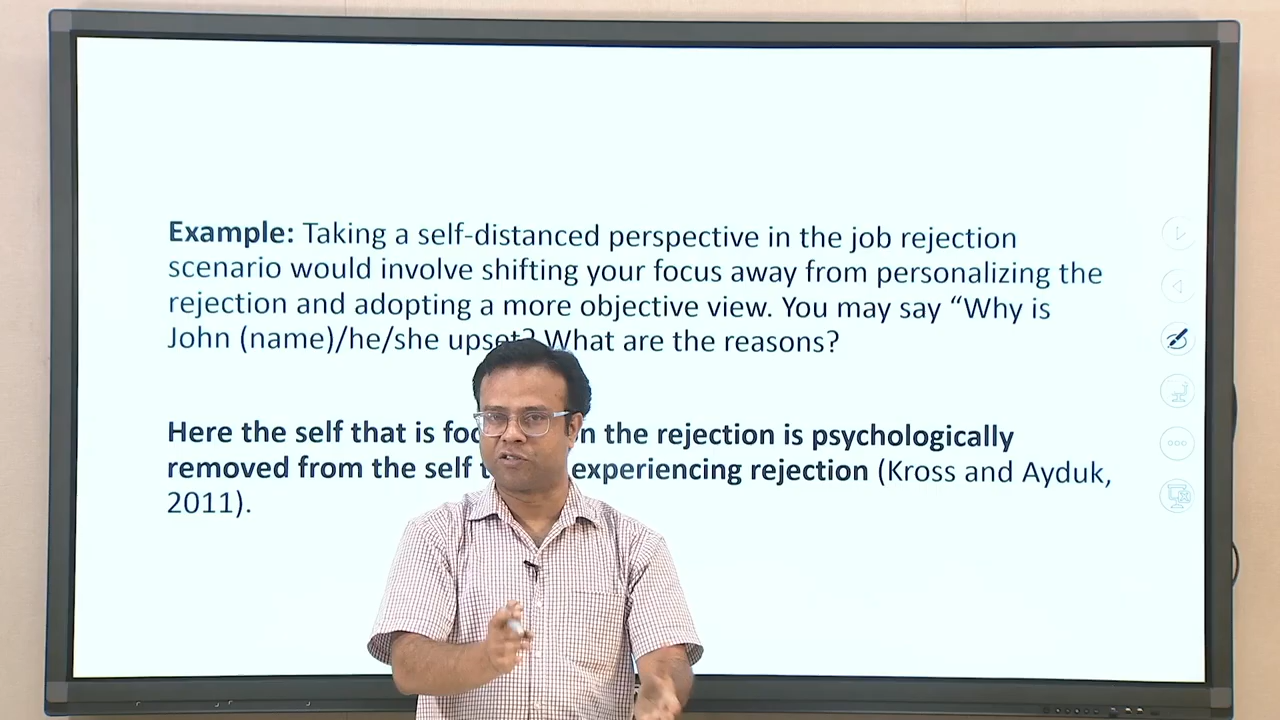 Example: Taking a self-distanced perspective in the job rejection
scenario would involve shifting your focus away from personalizing the
rejection and adopting a more objective view. You may say “Why is
John (name)/he/she upset? What are the reasons?
Here the self that is foc n the rejection is psychologically
removed from the self experiencing rejection (Kross and Ayduk,
2011).